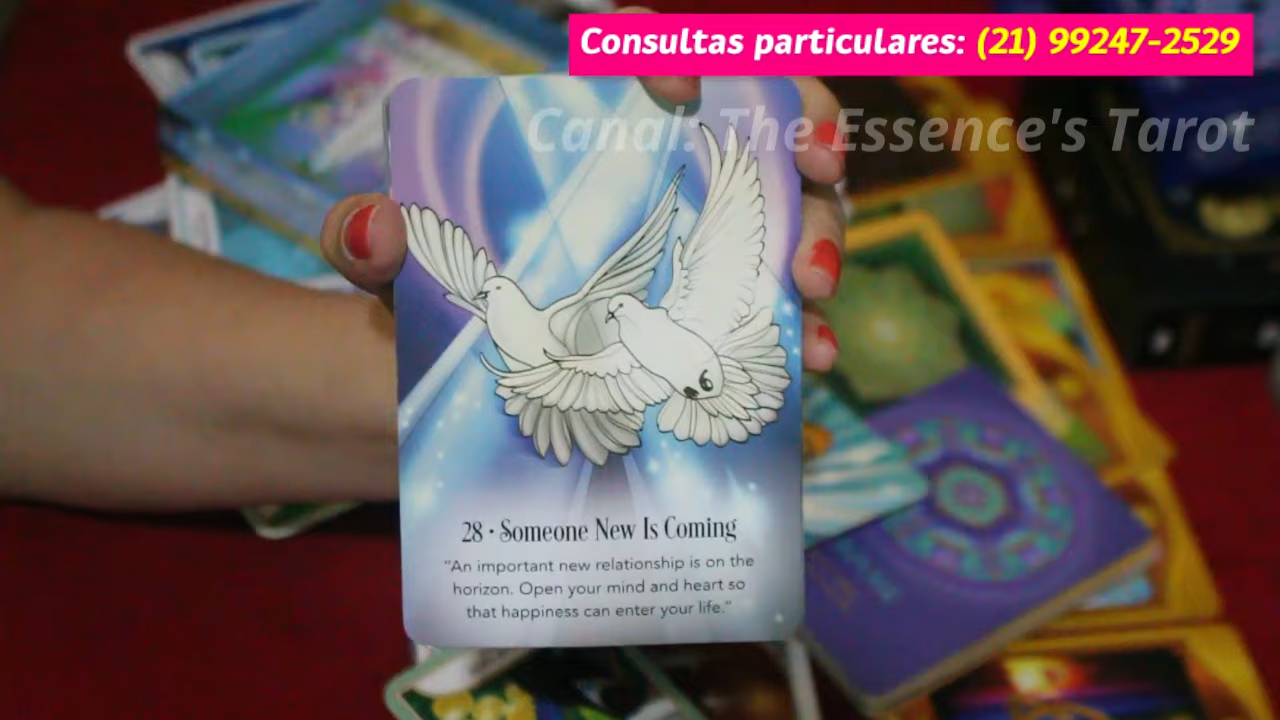 Consultas particulares: (21) 99247-2529
Canal: The Essence's Tarot
28 • Someone New Is Coming
“An important new relationship is on the
horizon. Open your mind and heart so
that happiness can enter your life.”